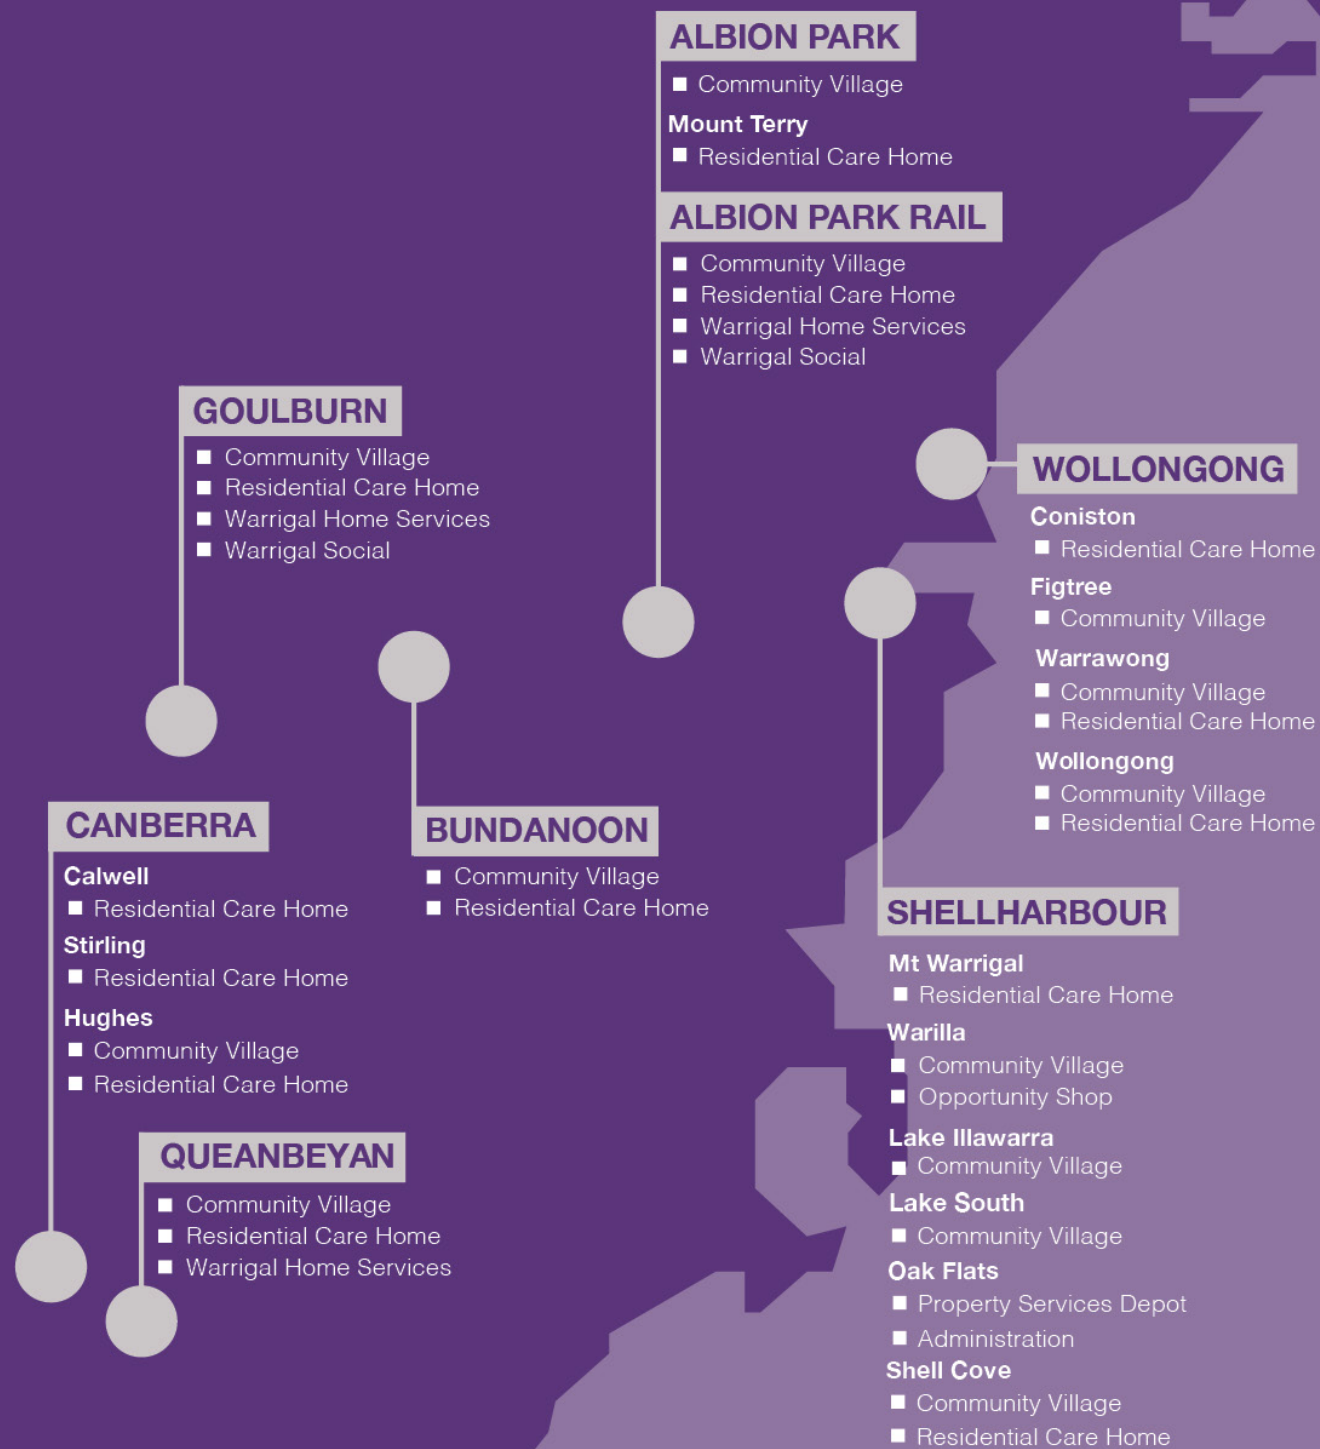 ALBION PARK
Community Village
Mount Terry
Residential Care Home
ALBION PARK RAIL
Community Village
Residential Care Home
Warrigal Home Services
Warrigal Social
GOULBURN
Community Village
Residential Care Home
Warrigal Home Services
Warrigal Social
WOLLONGONG
Coniston
Residential Care Home
Figtree
Community Village
Warrawong
Community Village
Residential Care Home
Wollongong
Community Village
Residential Care Home
CANBERRA
Calwell
Residential Care Home
Stirling
Residential Care Home
Hughes
Community Village
Residential Care Home
BUNDANOON
Community Village
Residential Care Home
SHELLHARBOUR
Mt Warrigal
Residential Care Home
Warilla
Community Village
Opportunity Shop
Lake Illawarra
Community Village
Lake South
Community Village
Oak Flats
Property Services Depot
Administration
Shell Cove
Community Village
Residential Care Home
QUEANBEYAN
Community Village
Residential Care Home
Warrigal Home Services